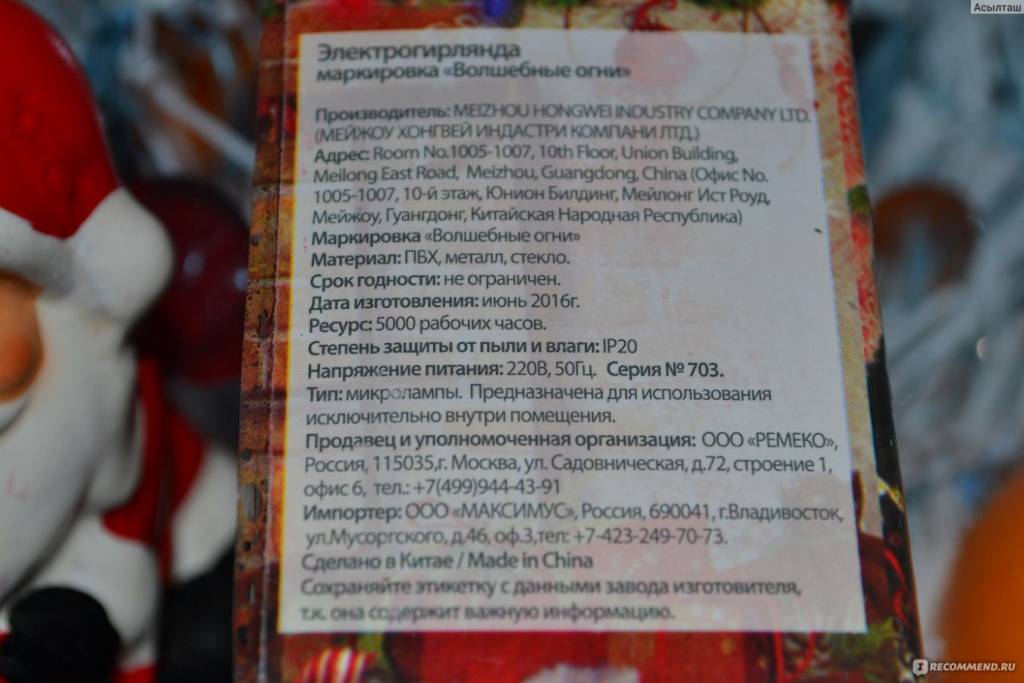 Асылташ
Электрогирлянда
маркировка «Волшебные огни»
Производитель: MEIZHOU HONGWEI INDUSTRY COMPANY LTD.
(МЕЙЖОУ ХОНГВЕЙ ИНДАСТРИ КОМПАНИ ЛТД.)
Адрес: Room No.1005-1007, 10th Floor, Union Building,
Meilong East Road, Meizhou, Guangdong, China (Офис No.
1005-1007, 10-й этаж, Юнион Билдинг, Мейлонг Ист Роуд,
Мейжоу, Гуангдонг, Китайская Народная Республика)
Маркировка «Волшебные огни»
Материал: ПВХ, металл, стекло.
Срок годности: не ограничен.
Дата изготовления: июнь 2016г.
Ресурс: 5000 рабочих часов.
Степень защиты от пыли и влаги: IP20
Напряжение питания: 220В, 50Гц. Серия № 703.
Тип: микролампы. Предназначена для использования
исключительно внутри помещения.
Продавец и уполномоченная организация: ООО «РЕМЕКО»,
Россия, 115035,г. Москва, ул. Садовническая, д.72, строение 1,
офис 6, тел.: +7(499)944-43-91
Импортер: ООО «МАКСИМУС», Россия, 690041, г.Владивосток,
ул.Мусоргского, д.46, оф.3,тел: +7-423-249-70-73.
Сделано в Китае / Made in China
Сохраняйте этикетку с данными завода изготовителя,
т.к. она содержит важную информацию.
RECOMMEND.RU